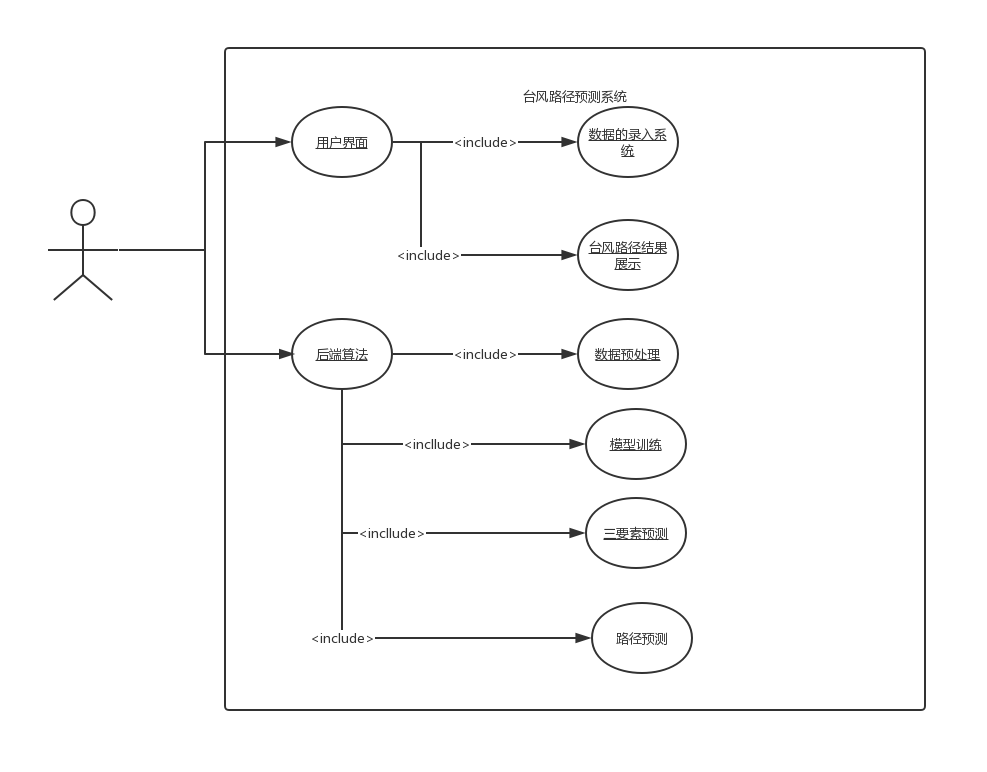 台风路径预测系统
用户界面
<include>
数据的录入系
统
<include>
台风路径结果
展示
后端算法
<include>
数据预处理
<incllude>
模型训练
<incllude>
三要素预测
<include>
路径预测